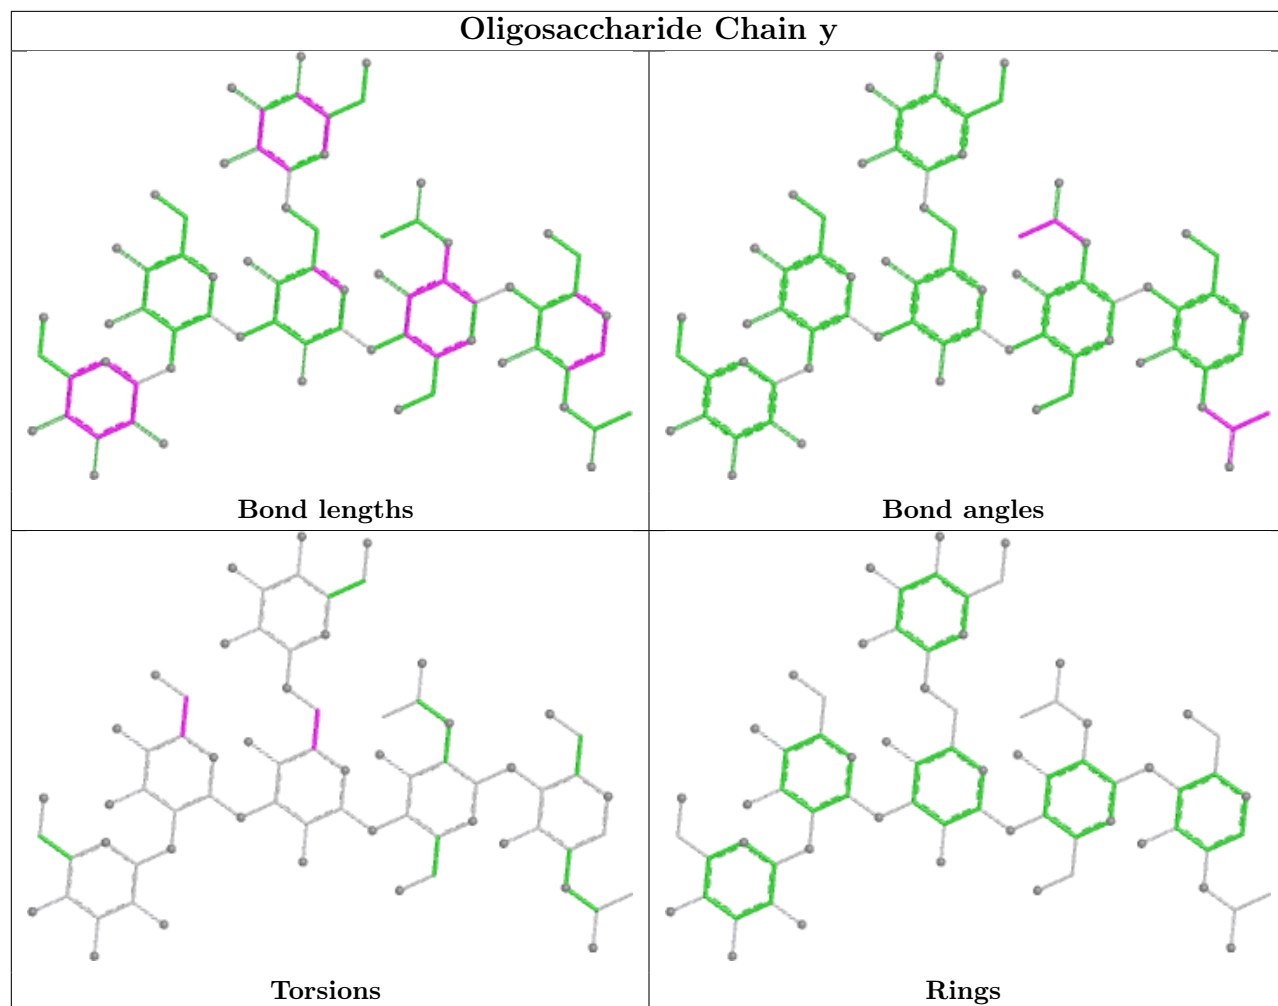 Oligosaccharide Chain y
Bond lengths
Bond angles
Torsions
Rings